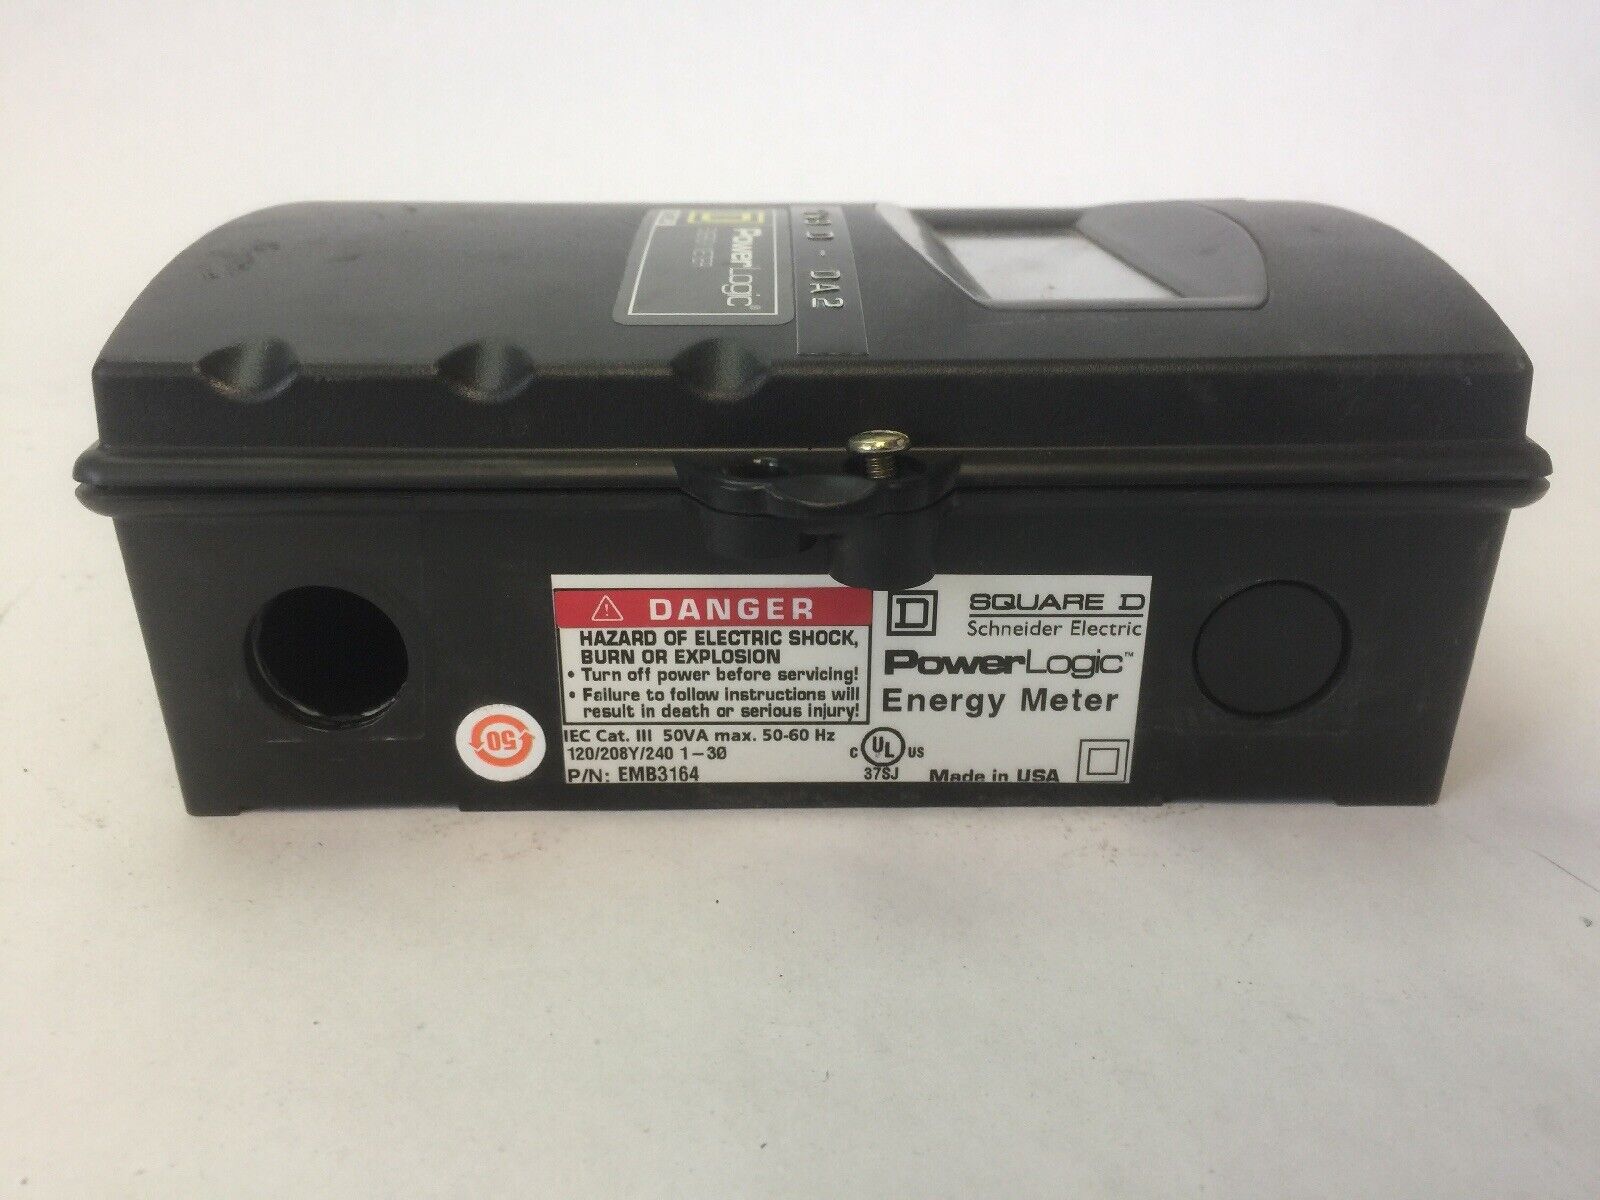 PowerLogic®
DA2
DANGER
HAZARD OF ELECTRIC SHOCK,
BURN OR EXPLOSION
• Turn off power before servicing!
• Failure to follow instructions will
result in death or serious injury!
IEC Cat. III 50VA max. 50-60 Hz
120/208Y/240 1-3Ø
P/N: EMB3164
D
SQUARE D
Schneider Electric
PowerLogic™
Energy Meter
C UL US
37SJ
Made in USA
50